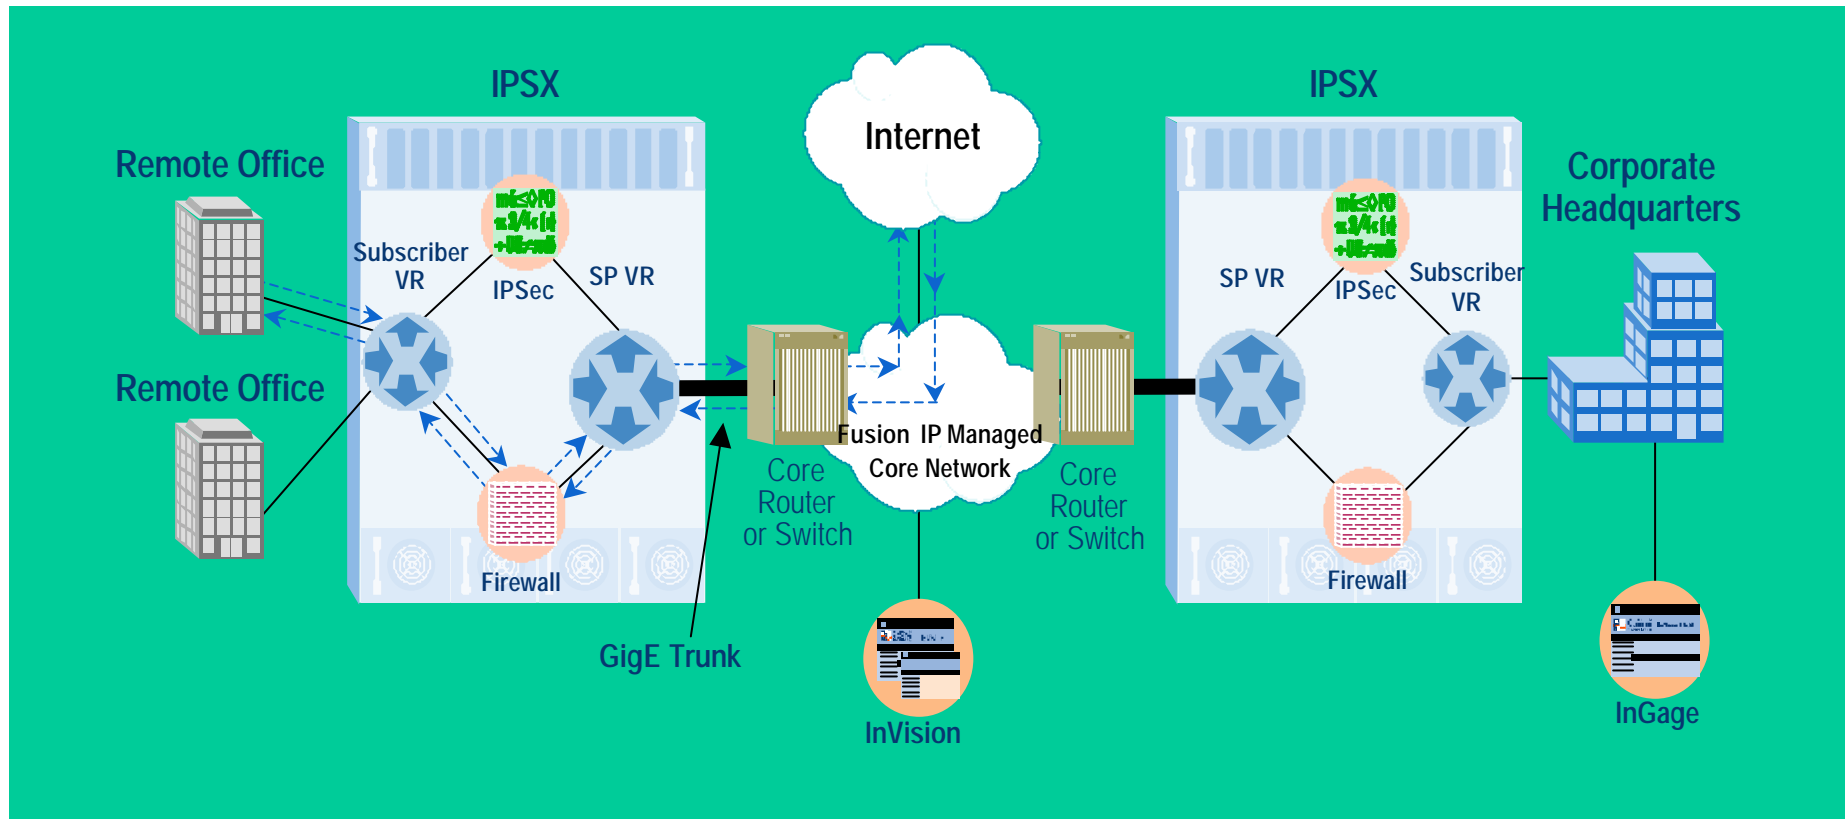 IPSX
IPSX
Internet
Remote Office
Corporate
Headquarters
Subscriber
VR
IPSec
SP VR
SP VR
IPSec
Subscriber
VR
Remote Office
Fusion IP Managed
Core Network
Core
Router
or Switch
Core
Router
or Switch
Firewall
Firewall
GigE Trunk
InVision
InGage